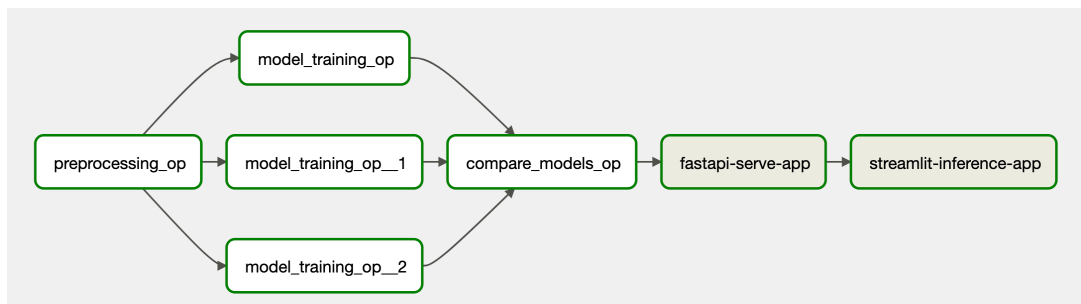 model_training_op
preprocessing_op
model_training_op__1
compare_models_op
fastapi-serve-app
streamlit-inference-app
model_training_op__2